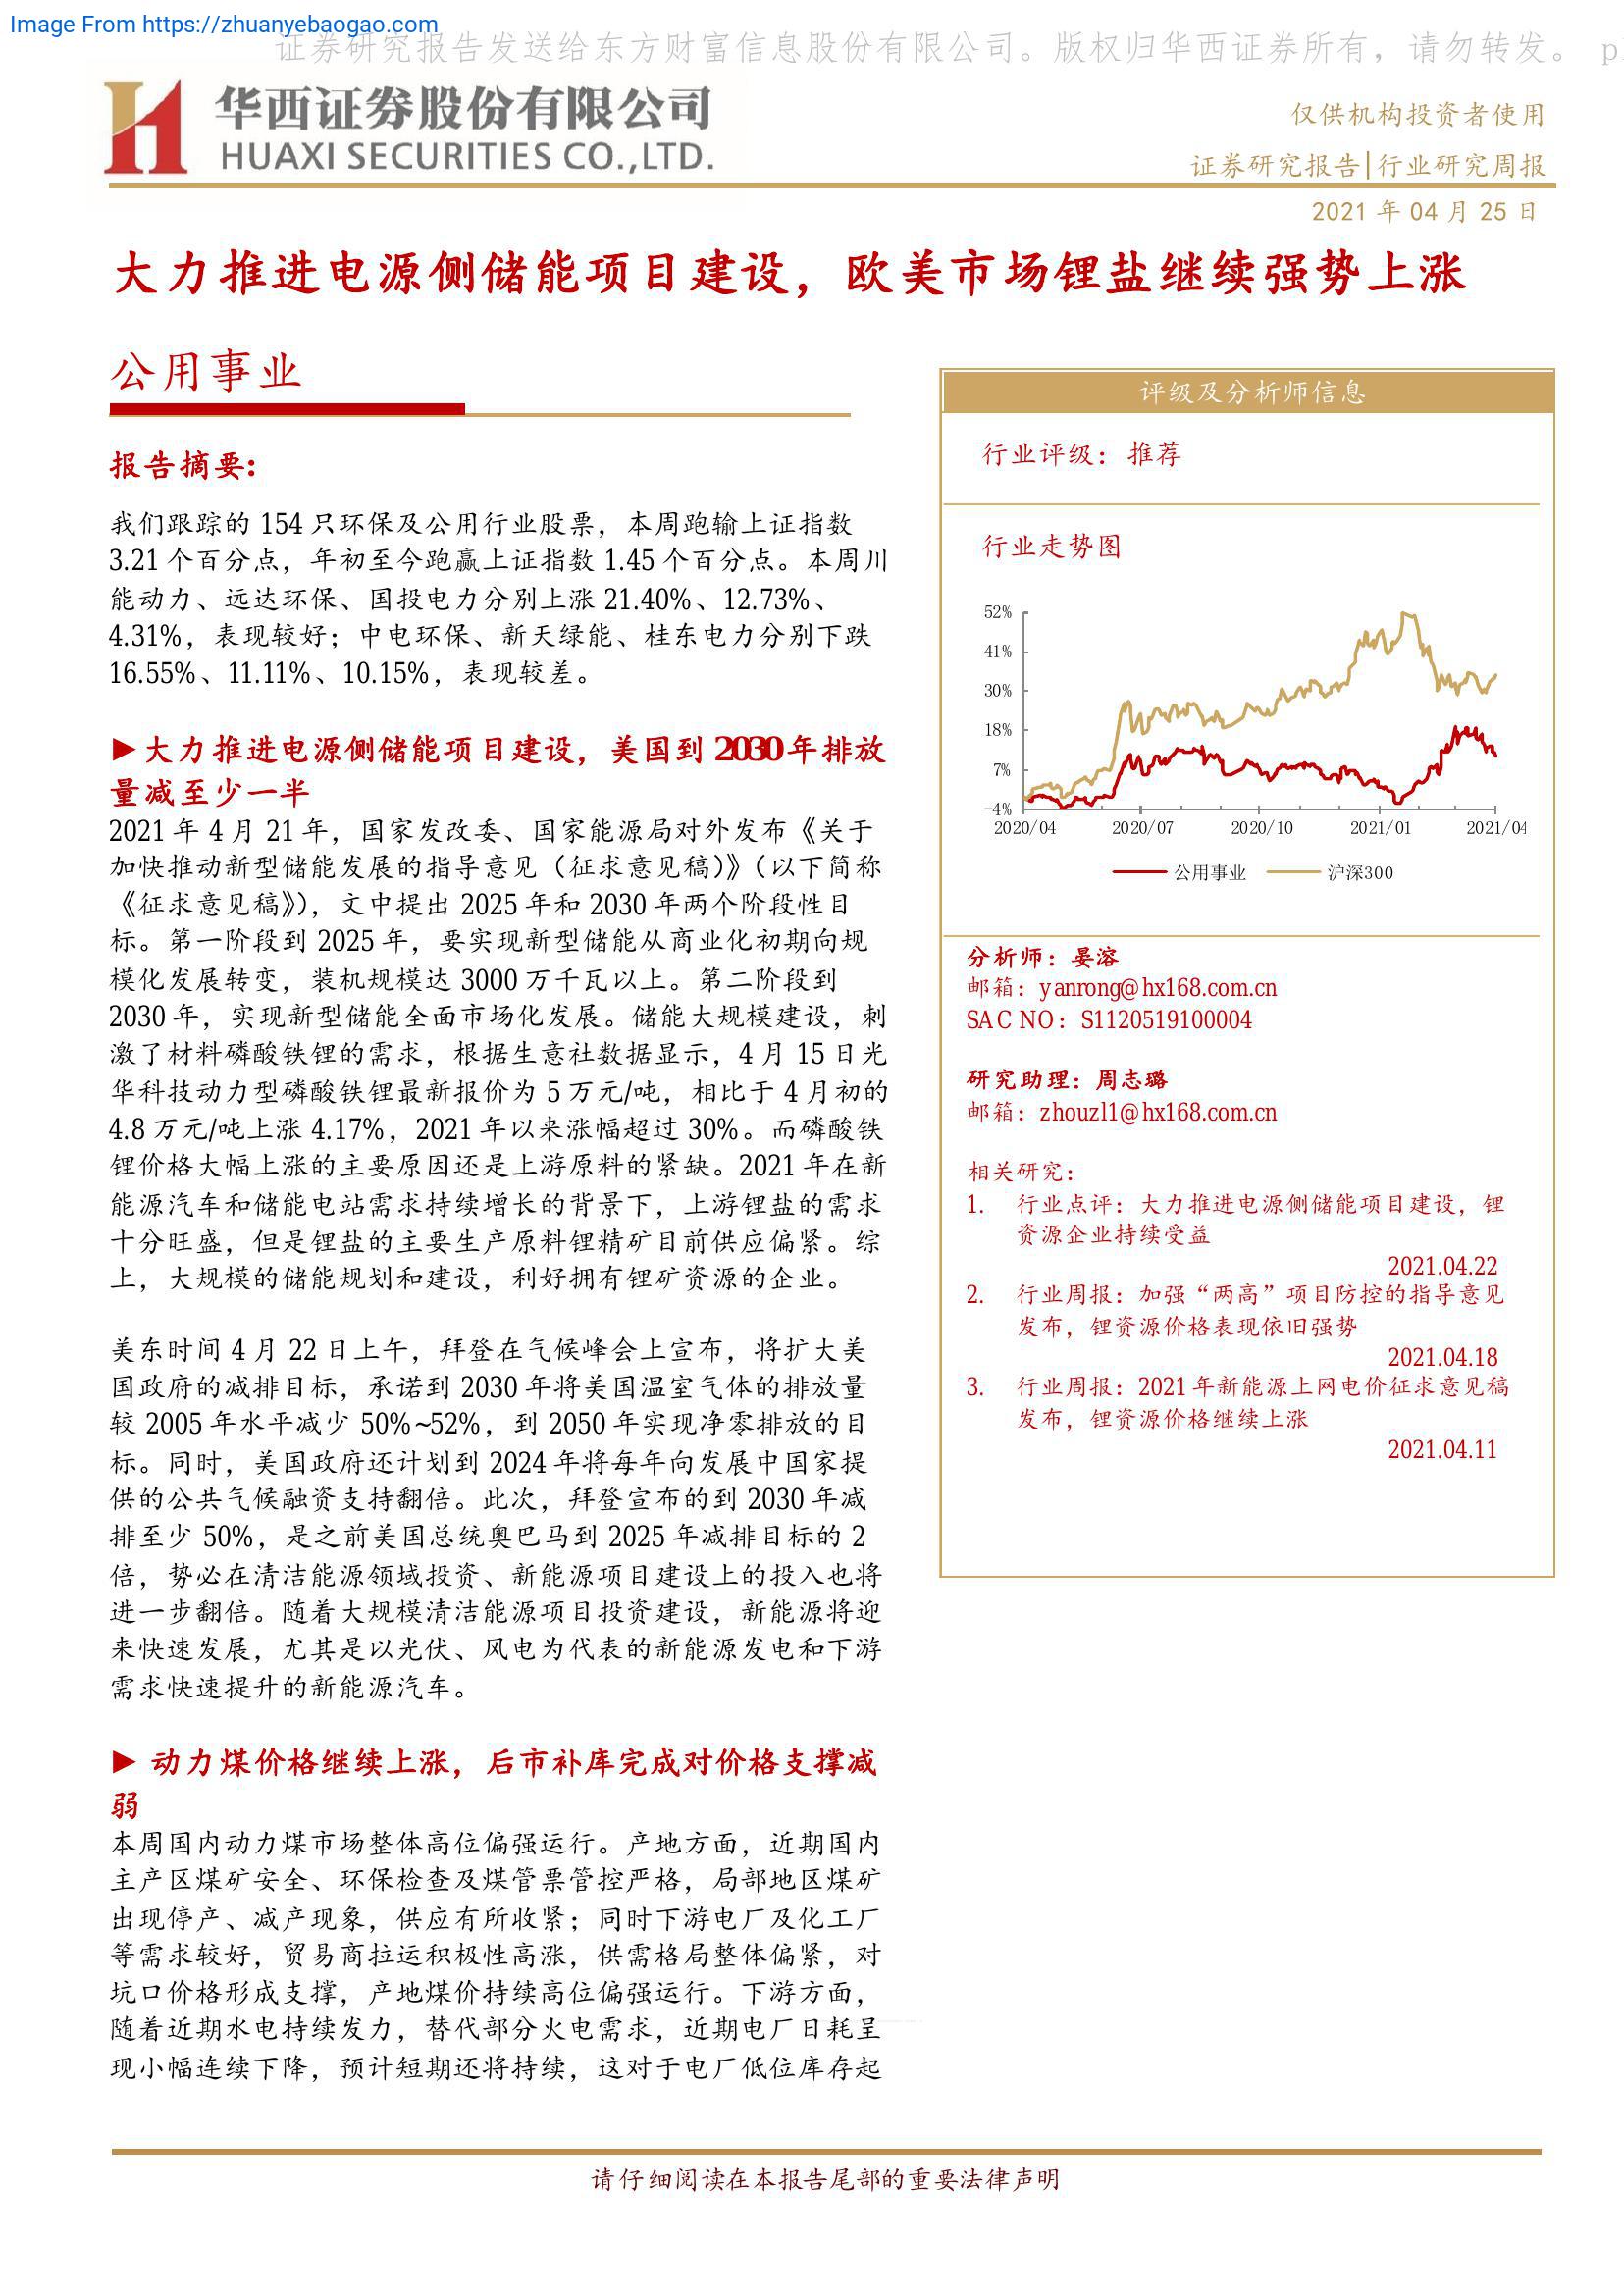 Image From https://zhuanyebaogao.com
证券研究报告发送给东方财富信息股份有限公司。版权归华西证券所有，请勿转发。 p
华西证券股份有限公司
HUAXI SECURITIES CO.,LTD.
仅供机构投资者使用
证券研究报告|行业研究周报
2021 年 04 月 25 日
大力推进电源侧储能项目建设，欧美市场锂盐继续强势上涨
公用事业
报告摘要:
我们跟踪的 154 只环保及公用行业股票，本周跑输上证指数
3.21 个百分点，年初至今跑赢上证指数 1.45 个百分点。本周川
能动力、远达环保、国投电力分别上涨 21.40%、12.73%、
4.31%，表现较好；中电环保、新天绿能、桂东电力分别下跌
16.55%、11.11%、10.15%，表现较差。
►大力推进电源侧储能项目建设，美国到 2030 年排放
量减至少一半
2021 年 4 月 21 年，国家发改委、国家能源局对外发布《关于
加快推动新型储能发展的指导意见（征求意见稿）》（以下简称
《征求意见稿》），文中提出 2025 年和 2030 年两个阶段性目
标。第一阶段到 2025 年，要实现新型储能从商业化初期向规
模化发展转变，装机规模达 3000 万千瓦以上。第二阶段到
2030 年，实现新型储能全面市场化发展。储能大规模建设，刺
激了材料磷酸铁锂的需求，根据生意社数据显示，4 月 15 日光
华科技动力型磷酸铁锂最新报价为 5 万元/吨，相比于 4 月初的
4.8 万元/吨上涨 4.17%，2021 年以来涨幅超过 30%。而磷酸铁
锂价格大幅上涨的主要原因还是上游原料的紧缺。2021 年在新
能源汽车和储能电站需求持续增长的背景下，上游锂盐的需求
十分旺盛，但是锂盐的主要生产原料锂精矿目前供应偏紧。综
上，大规模的储能规划和建设，利好拥有锂矿资源的企业。
美东时间 4 月 22 日上午，拜登在气候峰会上宣布，将扩大美
国政府的减排目标，承诺到 2030 年将美国温室气体的排放量
较 2005 年水平减少 50%~52%，到 2050 年实现净零排放的目
标。同时，美国政府还计划到 2024 年将每年向发展中国家提
供的公共气候融资支持翻倍。此次，拜登宣布的到 2030 年减
排至少 50%，是之前美国总统奥巴马到 2025 年减排目标的 2
倍，势必在清洁能源领域投资、新能源项目建设上的投入也将
进一步翻倍。随着大规模清洁能源项目投资建设，新能源将迎
来快速发展，尤其是以光伏、风电为代表的新能源发电和下游
需求快速提升的新能源汽车。
► 动力煤价格继续上涨，后市补库完成对价格支撑减
弱
本周国内动力煤市场整体高位偏强运行。产地方面，近期国内
主产区煤矿安全、环保检查及煤管票管控严格，局部地区煤矿
出现停产、减产现象，供应有所收紧；同时下游电厂及化工厂
等需求较好，贸易商拉运积极性高涨，供需格局整体偏紧，对
坑口价格形成支撑，产地煤价持续高位偏强运行。下游方面，
随着近期水电持续发力，替代部分火电需求，近期电厂日耗呈
现小幅连续下降，预计短期还将持续，这对于电厂低位库存起
评级及分析师信息
行业评级：推荐
行业走势图
52%
41%
30%
18%
7%
-4%
2020/04 2020/07 2020/10 2021/01 2021/04
公用事业 沪深300
分析师：晏溶
邮箱：yanrong@hx168.com.cn
SAC NO：S1120519100004
研究助理：周志璐
邮箱：zhouzl1@hx168.com.cn
相关研究：
1. 行业点评：大力推进电源侧储能项目建设，锂
资源企业持续受益
2021.04.22
2. 行业周报：加强“两高”项目防控的指导意见
发布，锂资源价格表现依旧强势
2021.04.18
3. 行业周报：2021 年新能源上网电价征求意见稿
发布，锂资源价格继续上涨
2021.04.11
请仔细阅读在本报告尾部的重要法律声明